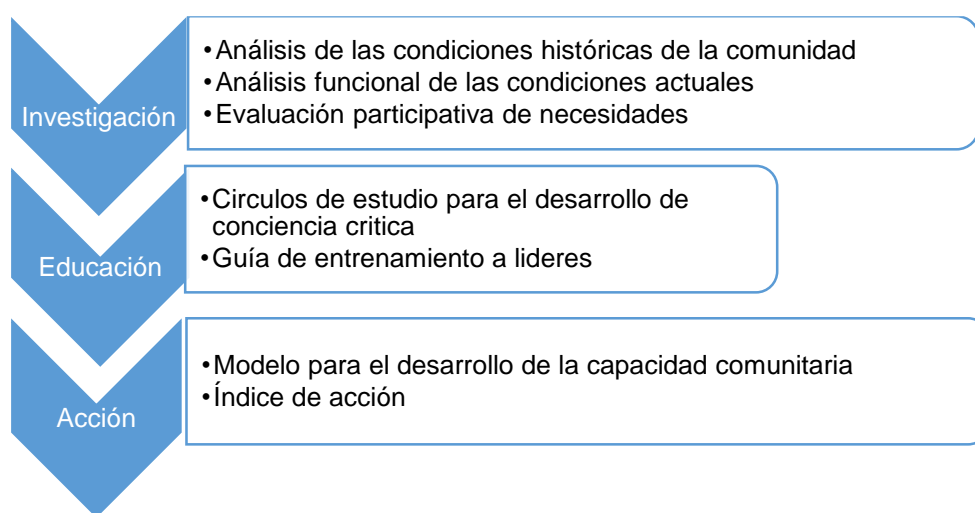 Investigación
•Análisis de las condiciones históricas de la comunidad
•Análisis funcional de las condiciones actuales
•Evaluación participativa de necesidades
Educación
•Circulos de estudio para el desarrollo de
conciencia critica
•Guía de entrenamiento a lideres
Acción
•Modelo para el desarrollo de la capacidad comunitaria
•Índice de acción